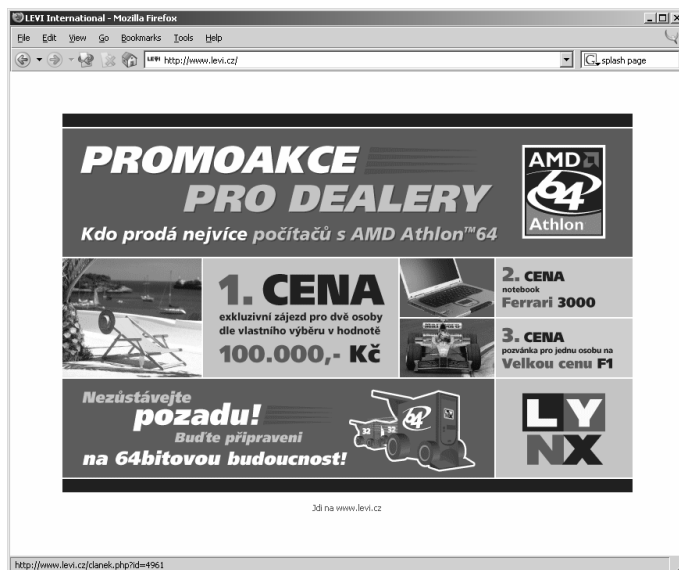 LEVI International - Mozilla Firefox
File Edit View Go Bookmarks Tools Help
LEVI http://www.levi.cz/
G splash page
PROMOAKCE
PRO DEALERY
Kdo prodá nejvíce počítačů s AMD Athlon™64
AMD
64
Athlon
1. CENA
exkluzivní zájezd pro dvě osoby
dle vlastního výběru v hodnotě
100.000,- Kč
2. CENA
notebook
Ferrari 3000
3. CENA
pozvánka pro jednu osobu na
Velkou cenu F1
Nezůstávejte
pozadu!
Buďte připraveni
na 64bitovou budoucnost!
32 32 64
LY
NX
Jdi na www.levi.cz
http://www.levi.cz/clanek.php?id=4961